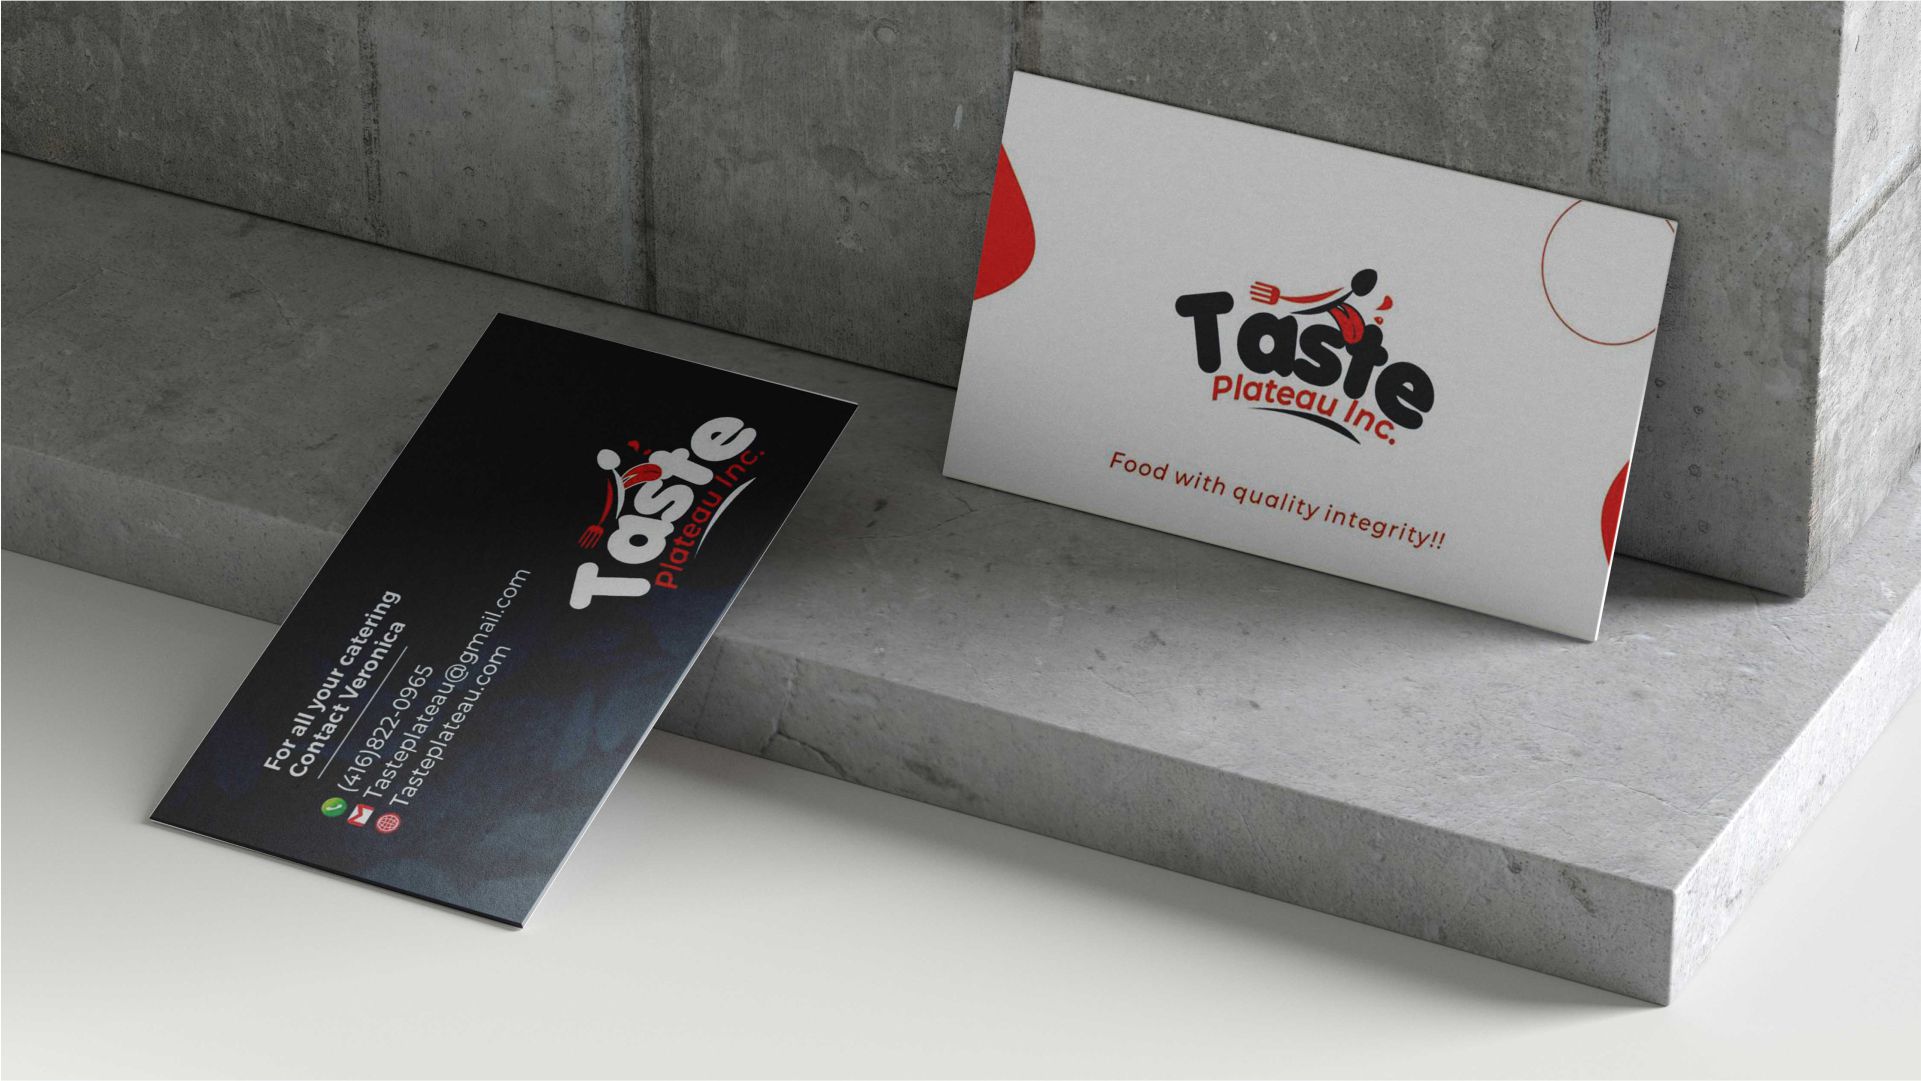 Taste
Plateau Inc.
Food with quality integrity!!
Taste
Plateau Inc.
For all your catering
Contact Veronica
(416)822-0965
Tasteplateau@gmail.com
Tasteplateau.com